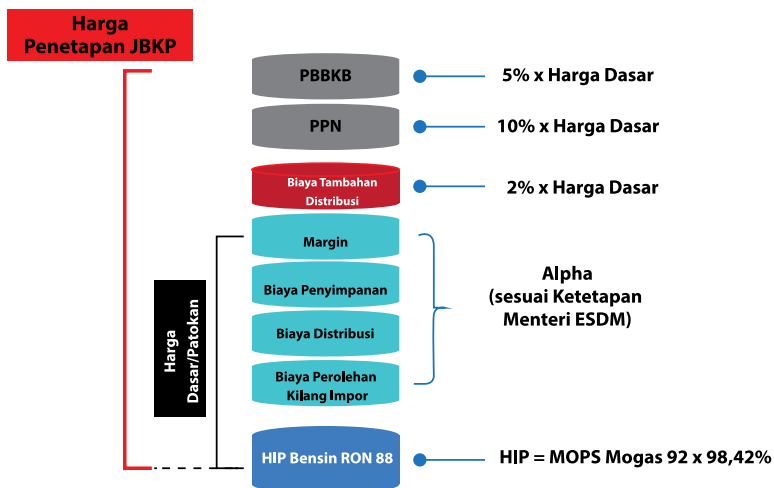 Harga
Penetapan JBKP
PBBKB
5% x Harga Dasar
PPN
10% x Harga Dasar
Biaya Tambahan
Distribusi
2% x Harga Dasar
Margin
Biaya Penyimpanan
Biaya Distribusi
Biaya Perolehan
Kilang Impor
Alpha
(sesuai Ketetapan
Menteri ESDM)
Harga
Dasar/Patokan
HIP Bensin RON 88
HIP = MOPS Mogas 92 x 98,42%